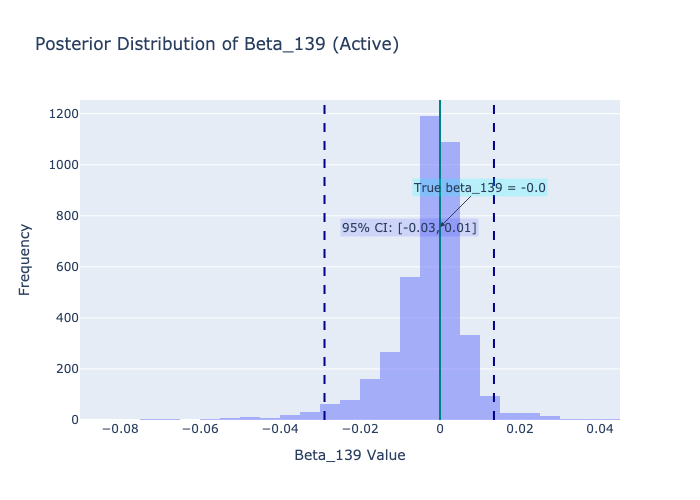 Posterior Distribution of Beta_139 (Active)
1200
1000
800
600
400
200
0
Frequency
True beta_139 = -0.0
95% CI: [-0.03, 0.01]
−0.08
−0.06
−0.04
−0.02
0
0.02
0.04
Beta_139 Value